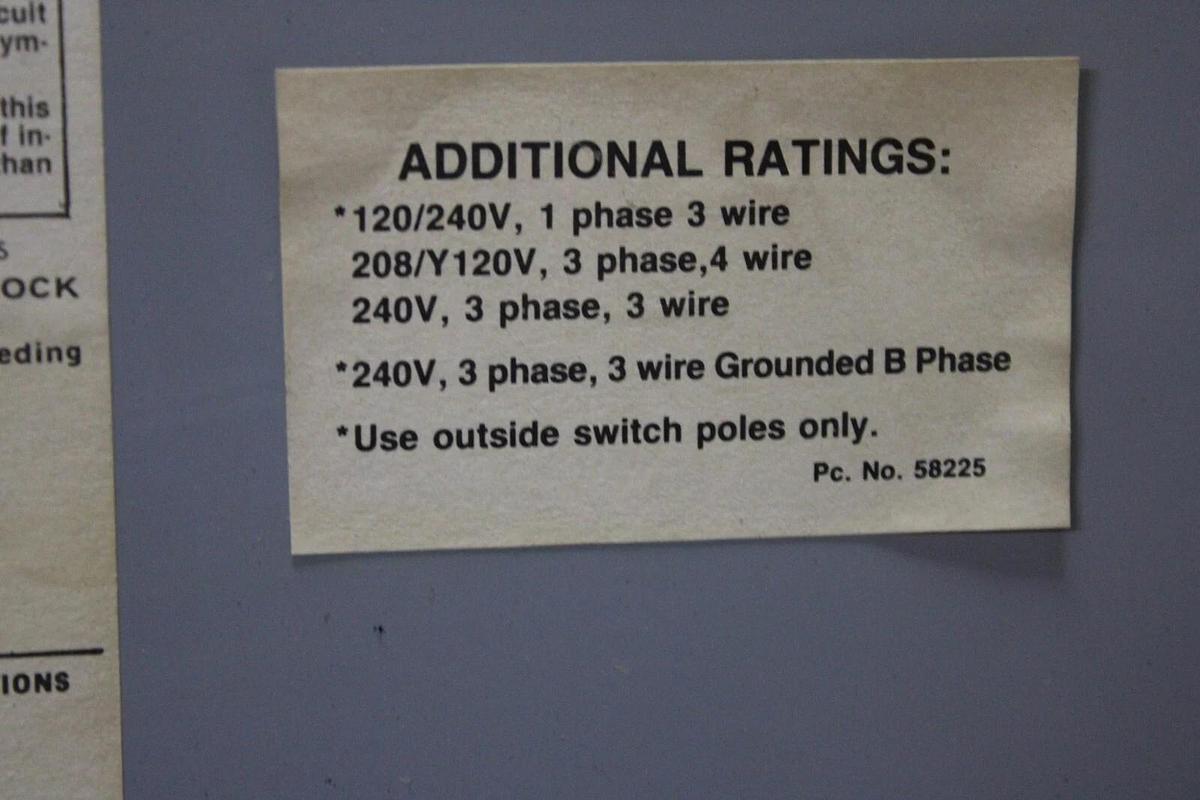 cuit
ym-
this
f in-
han
S
OCK
eding
IONS
ADDITIONAL RATINGS:
*120/240V, 1 phase 3 wire
208/Y120V, 3 phase,4 wire
240V, 3 phase, 3 wire
*240V, 3 phase, 3 wire Grounded B Phase
*Use outside switch poles only.
Pc. No. 58225